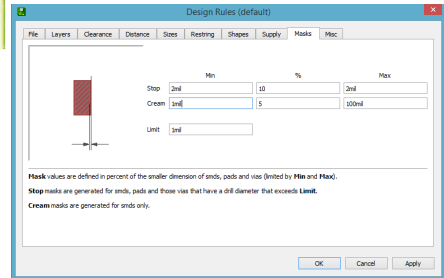 Design Rules (default)
File Layers Clearance Distance Sizes Restring Shapes Supply Masks Misc
Min % Max
Stop 2mil 10 2mil
Cream 1mil 5 100mil
Limit 1mil
Mask values are defined in percent of the smaller dimension of smds, pads and vias (limited by Min and Max).
Stop masks are generated for smds, pads and those vias that have a drill diameter that exceeds Limit.
Cream masks are generated for smds only.
OK Cancel Apply